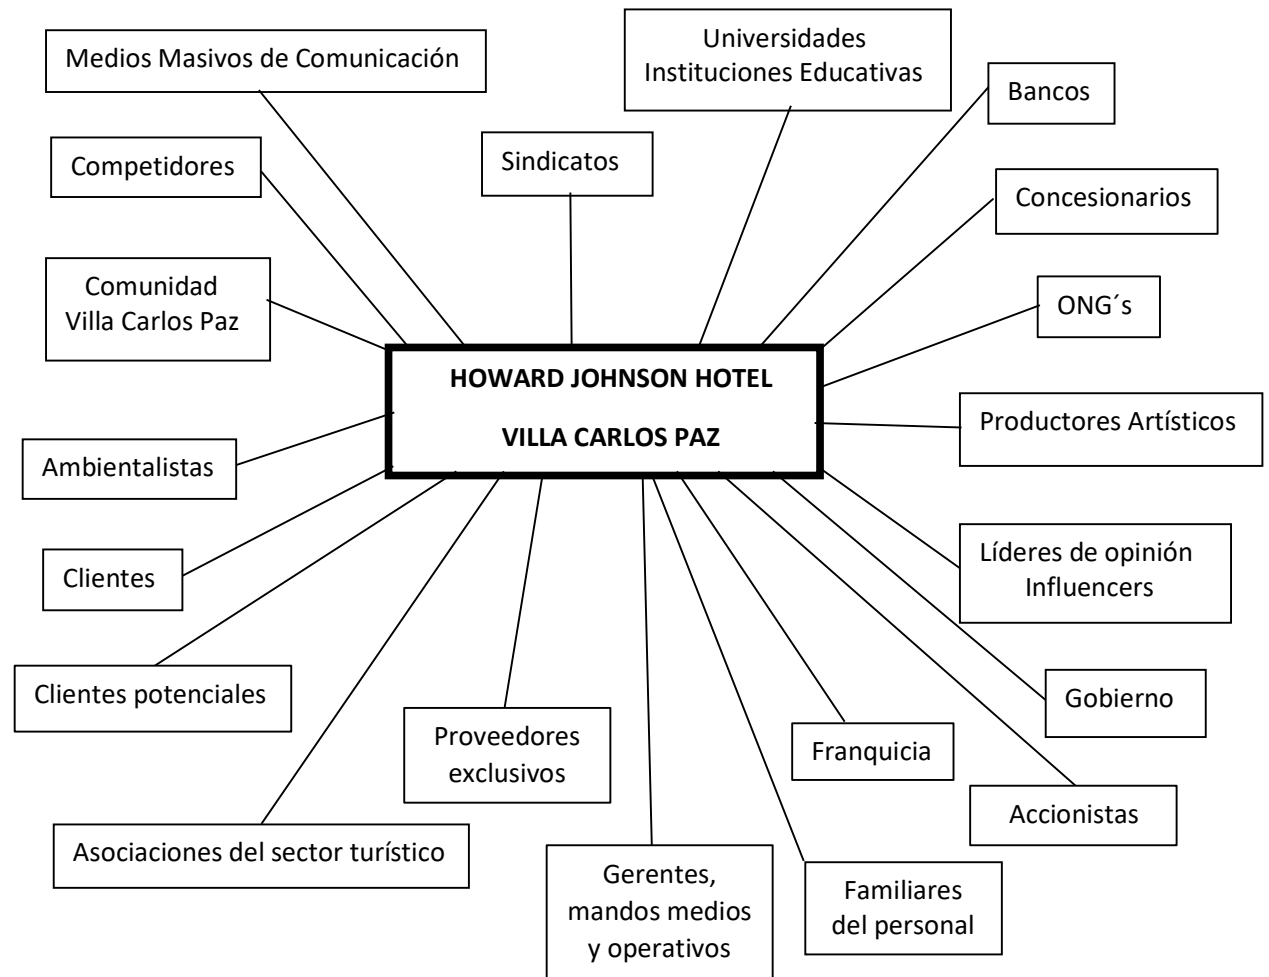 Medios Masivos de Comunicación
Universidades
Instituciones Educativas
Bancos
Competidores
Sindicatos
Concesionarios
Comunidad
Villa Carlos Paz
ONG´s
HOWARD JOHNSON HOTEL
VILLA CARLOS PAZ
Productores Artísticos
Ambientalistas
Líderes de opinión
Influencers
Clientes
Clientes potenciales
Gobierno
Proveedores
exclusivos
Franquicia
Accionistas
Asociaciones del sector turístico
Gerentes,
mandos medios
y operativos
Familiares
del personal